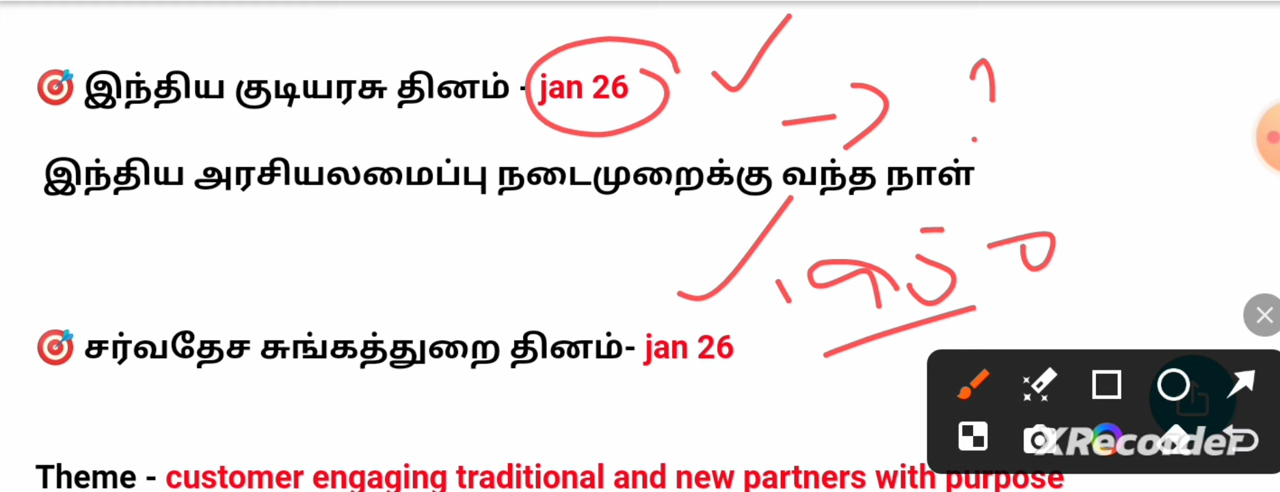 இந்திய குடியரசு தினம் - jan 26
இந்திய அரசியலமைப்பு நடைமுறைக்கு வந்த நாள்
?
1950
சர்வதேச சுங்கத்துறை தினம்- jan 26
Theme - customer engaging traditional and new partners with purpose
XRecorder